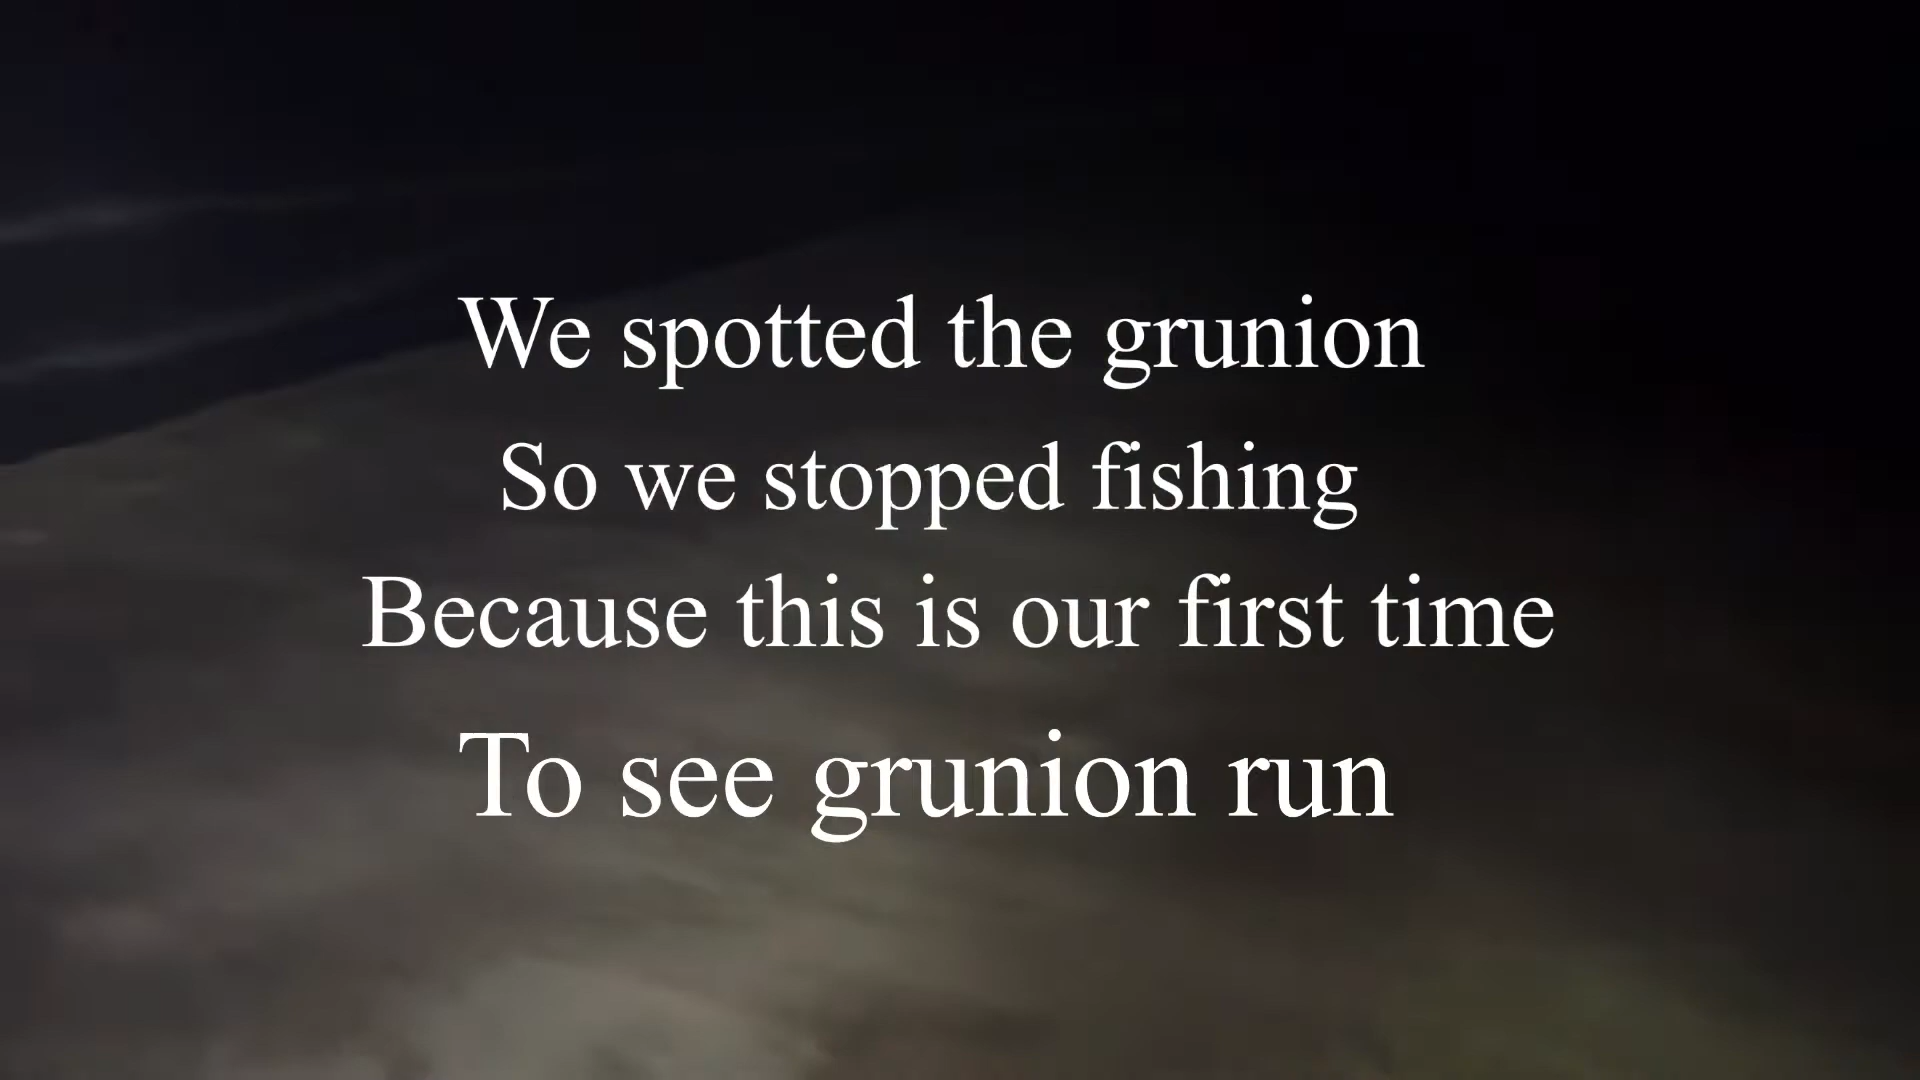 We spotted the grunion
So we stopped fishing
Because this is our first time
To see grunion run